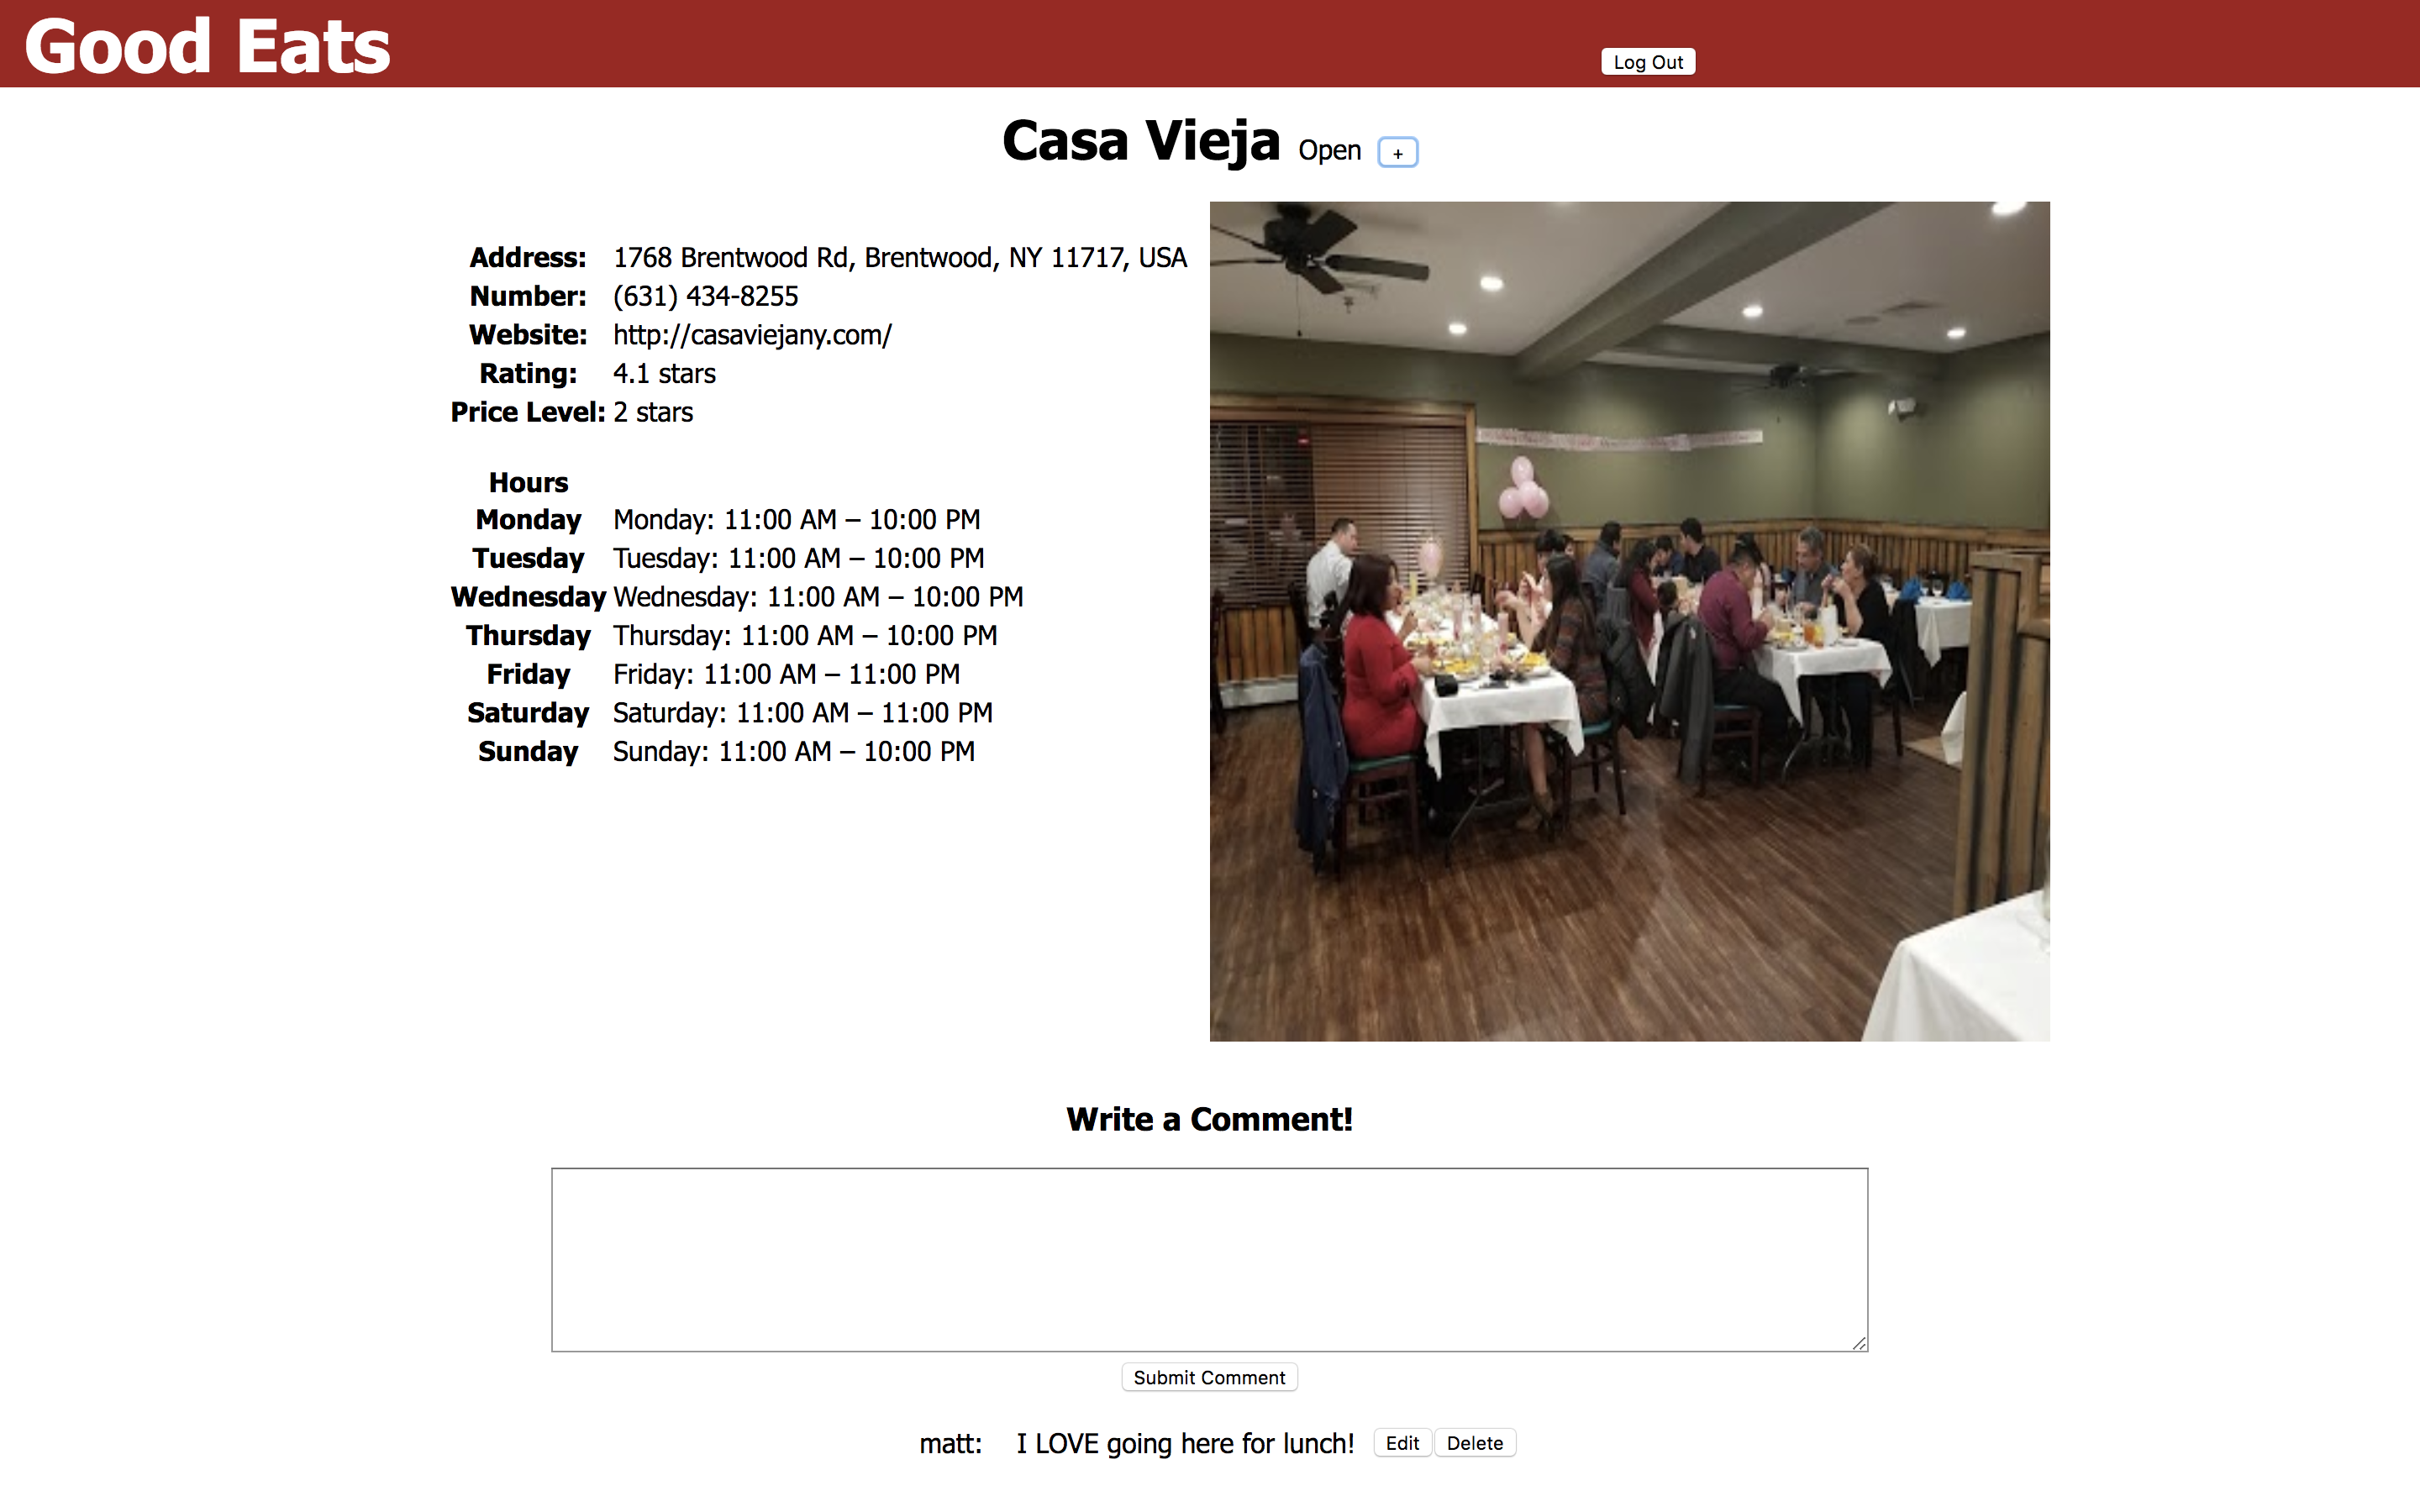 Good Eats
Log Out
Casa Vieja Open +
Address: 1768 Brentwood Rd, Brentwood, NY 11717, USA
Number: (631) 434-8255
Website: http://casaviejany.com/
Rating: 4.1 stars
Price Level: 2 stars
Hours
Monday Monday: 11:00 AM – 10:00 PM
Tuesday Tuesday: 11:00 AM – 10:00 PM
Wednesday Wednesday: 11:00 AM – 10:00 PM
Thursday Thursday: 11:00 AM – 10:00 PM
Friday Friday: 11:00 AM – 11:00 PM
Saturday Saturday: 11:00 AM – 11:00 PM
Sunday Sunday: 11:00 AM – 10:00 PM
Write a Comment!
Submit Comment
matt: I LOVE going here for lunch! Edit Delete